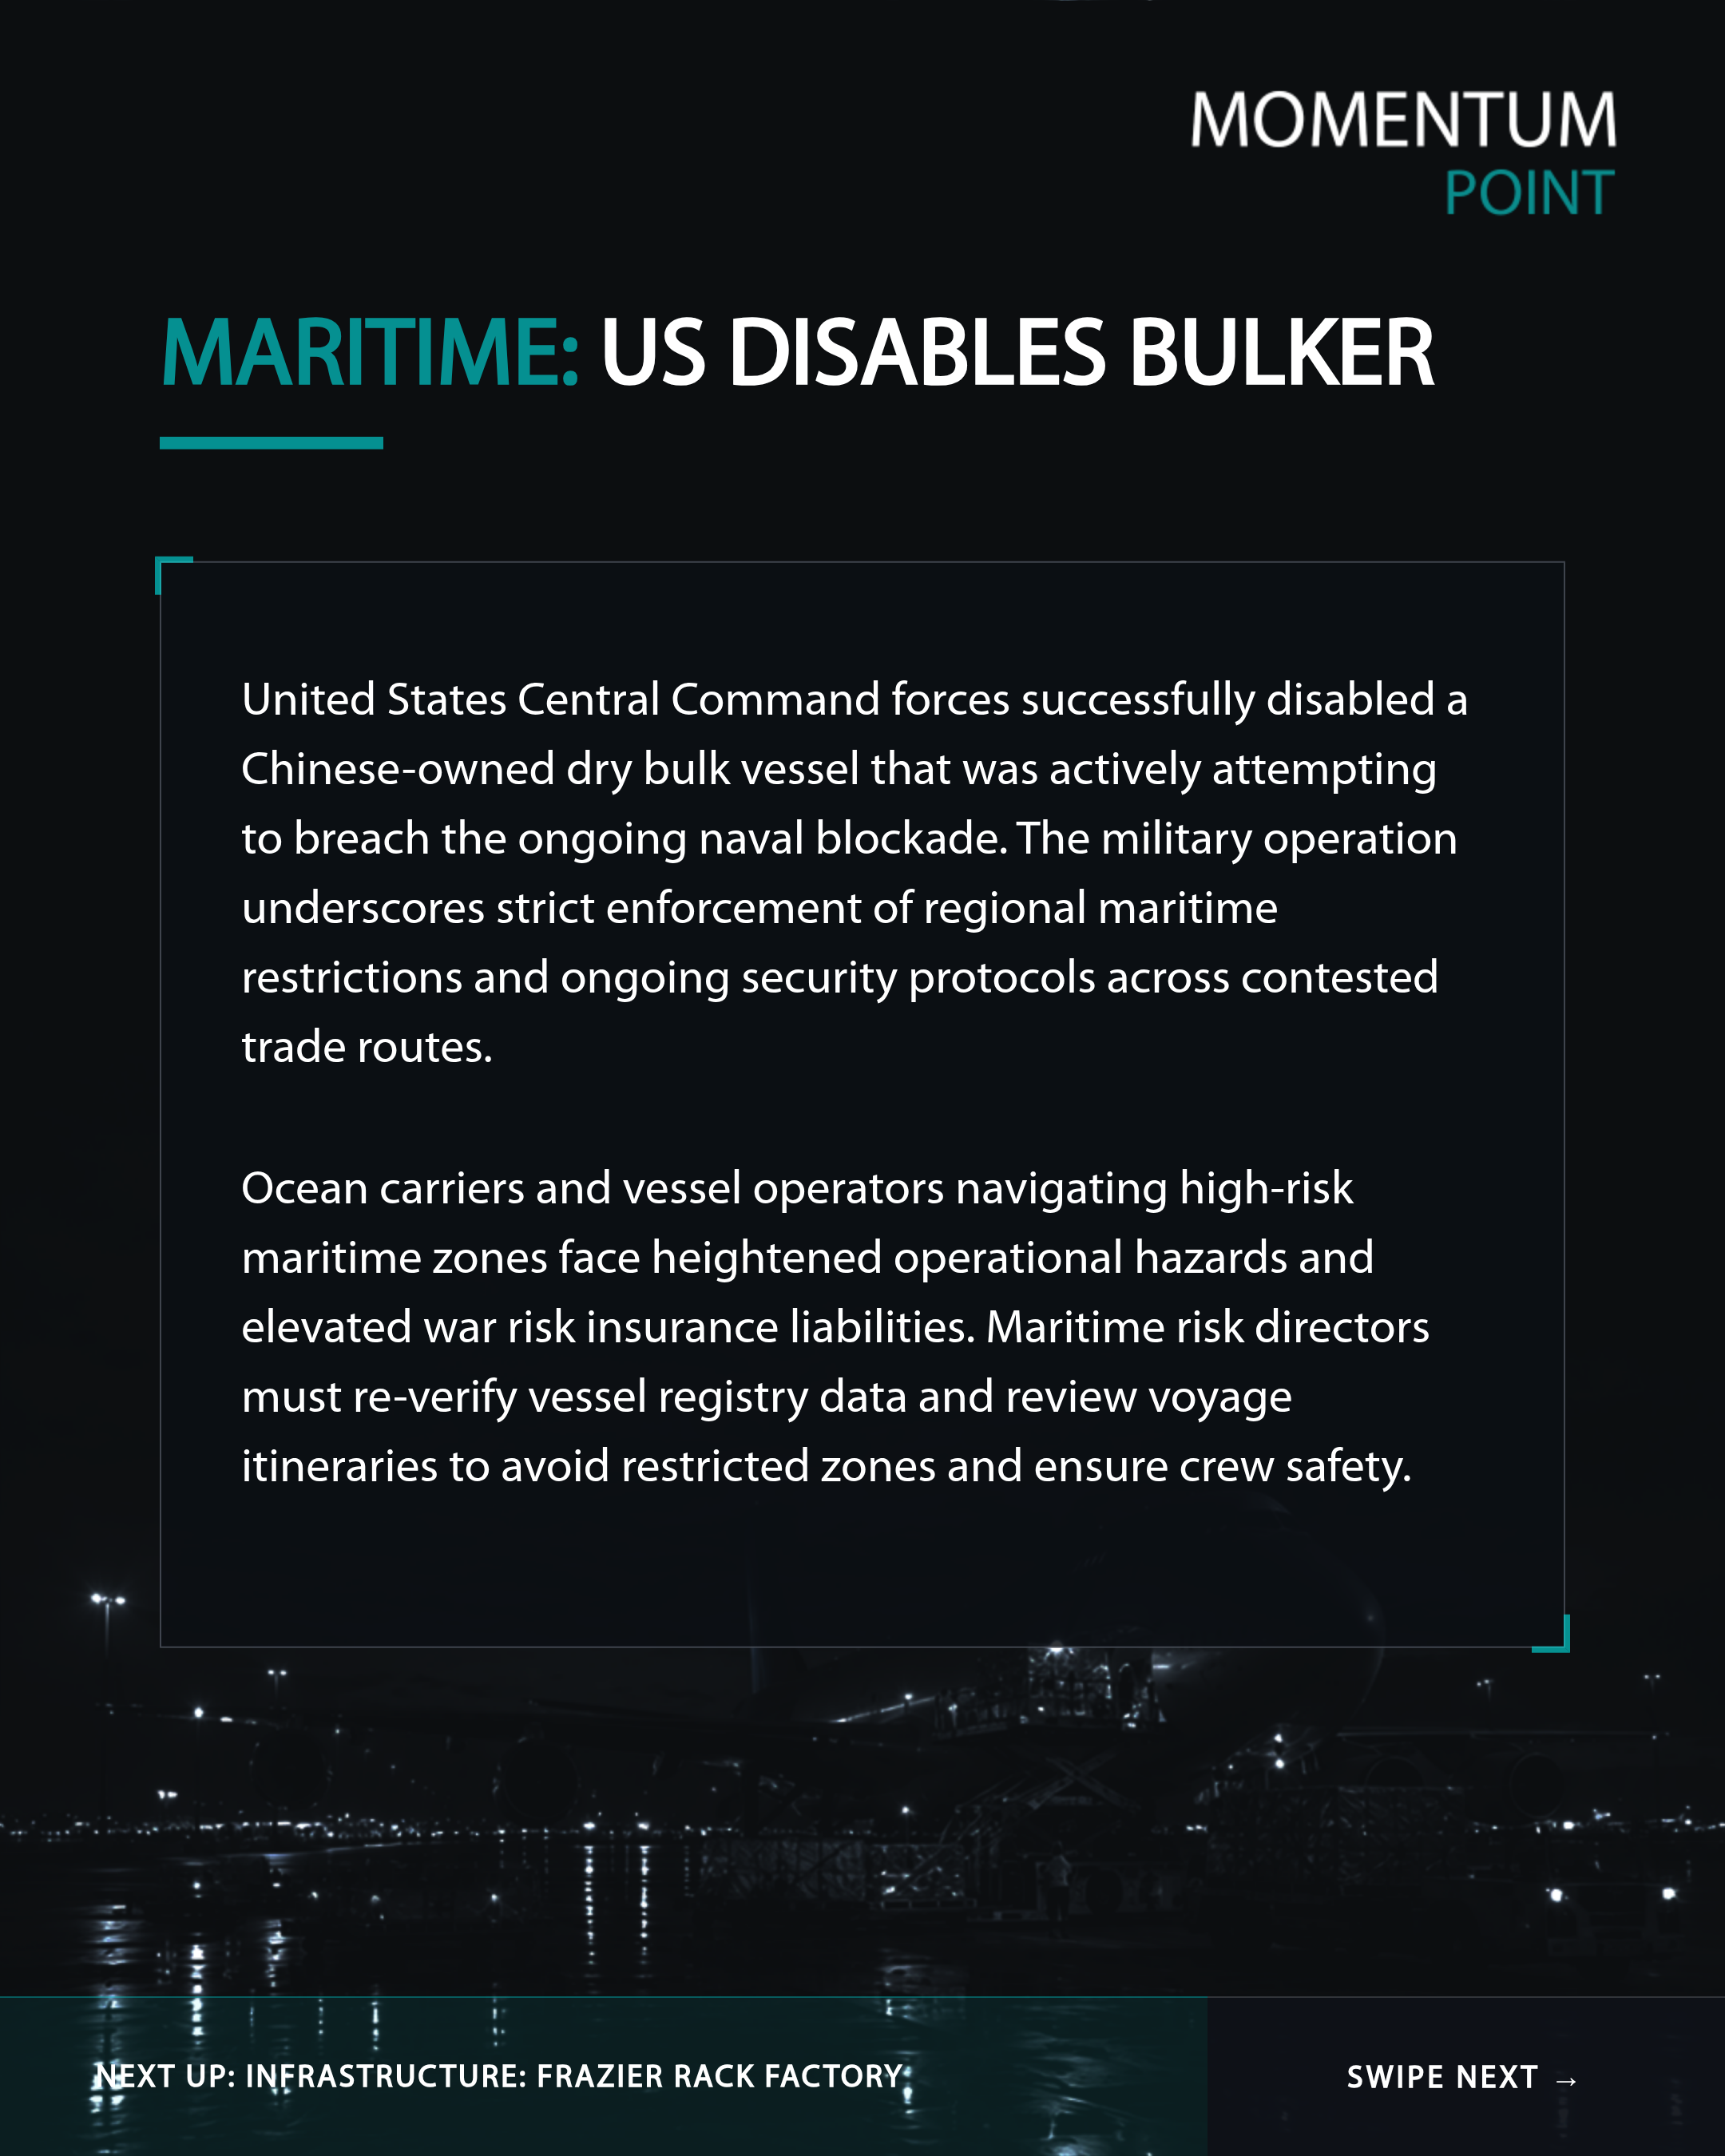 MOMENTUM
POINT
MARITIME: US DISABLES BULKER
United States Central Command forces successfully disabled a
Chinese-owned dry bulk vessel that was actively attempting
to breach the ongoing naval blockade. The military operation
underscores strict enforcement of regional maritime
restrictions and ongoing security protocols across contested
trade routes.
Ocean carriers and vessel operators navigating high-risk
maritime zones face heightened operational hazards and
elevated war risk insurance liabilities. Maritime risk directors
must re-verify vessel registry data and review voyage
itineraries to avoid restricted zones and ensure crew safety.
NEXT UP: INFRASTRUCTURE: FRAZIER RACK FACTORY
SWIPE NEXT →